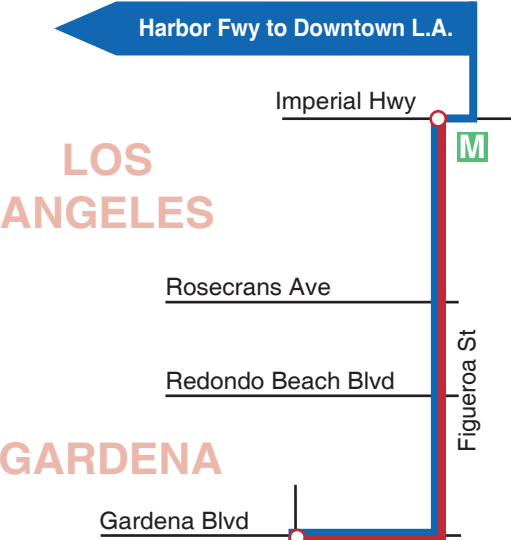 Harbor Fwy to Downtown L.A.
Imperial Hwy
M
LOS
ANGELES
Rosecrans Ave
Figueroa St
Redondo Beach Blvd
GARDENA
Gardena Blvd